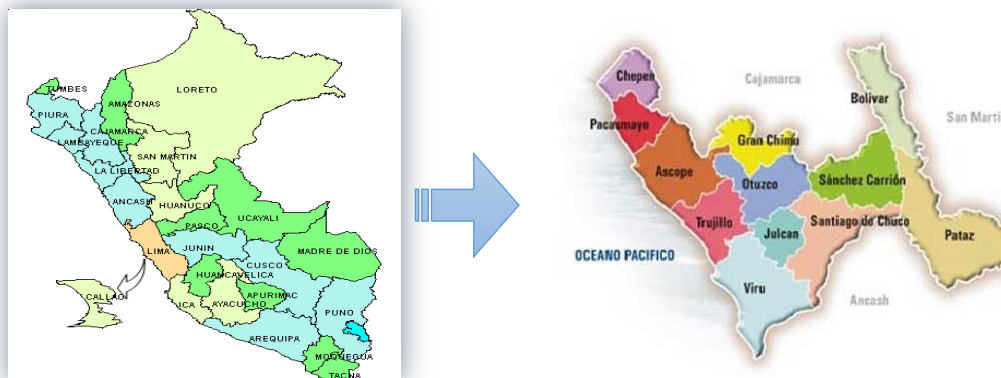 TUMBES
LORETO
AMAZONAS
PIURA
CAJAMARCA
LAMBAYEQUE
SAN MARTIN
LA LIBERTAD
ANCASH
HUANUCO
UCAYALI
PASCO
LIMA
JUNIN
MADRE DE DIOS
CUSCO
HUANCAVELICA
CALLAO
ICA
AYACUCHO
APURIMAC
PUNO
AREQUIPA
MOQUEGUA
TACNA
Chepen
Cajamarca
Bolivar
San Marti
Pacasmayo
Gran Chimu
Ascope
Otuzco
Sánchez Carrión
Trujillo
Santiago de Chuco
Julcan
Pataz
OCEANO PACIFICO
Viru
Ancash